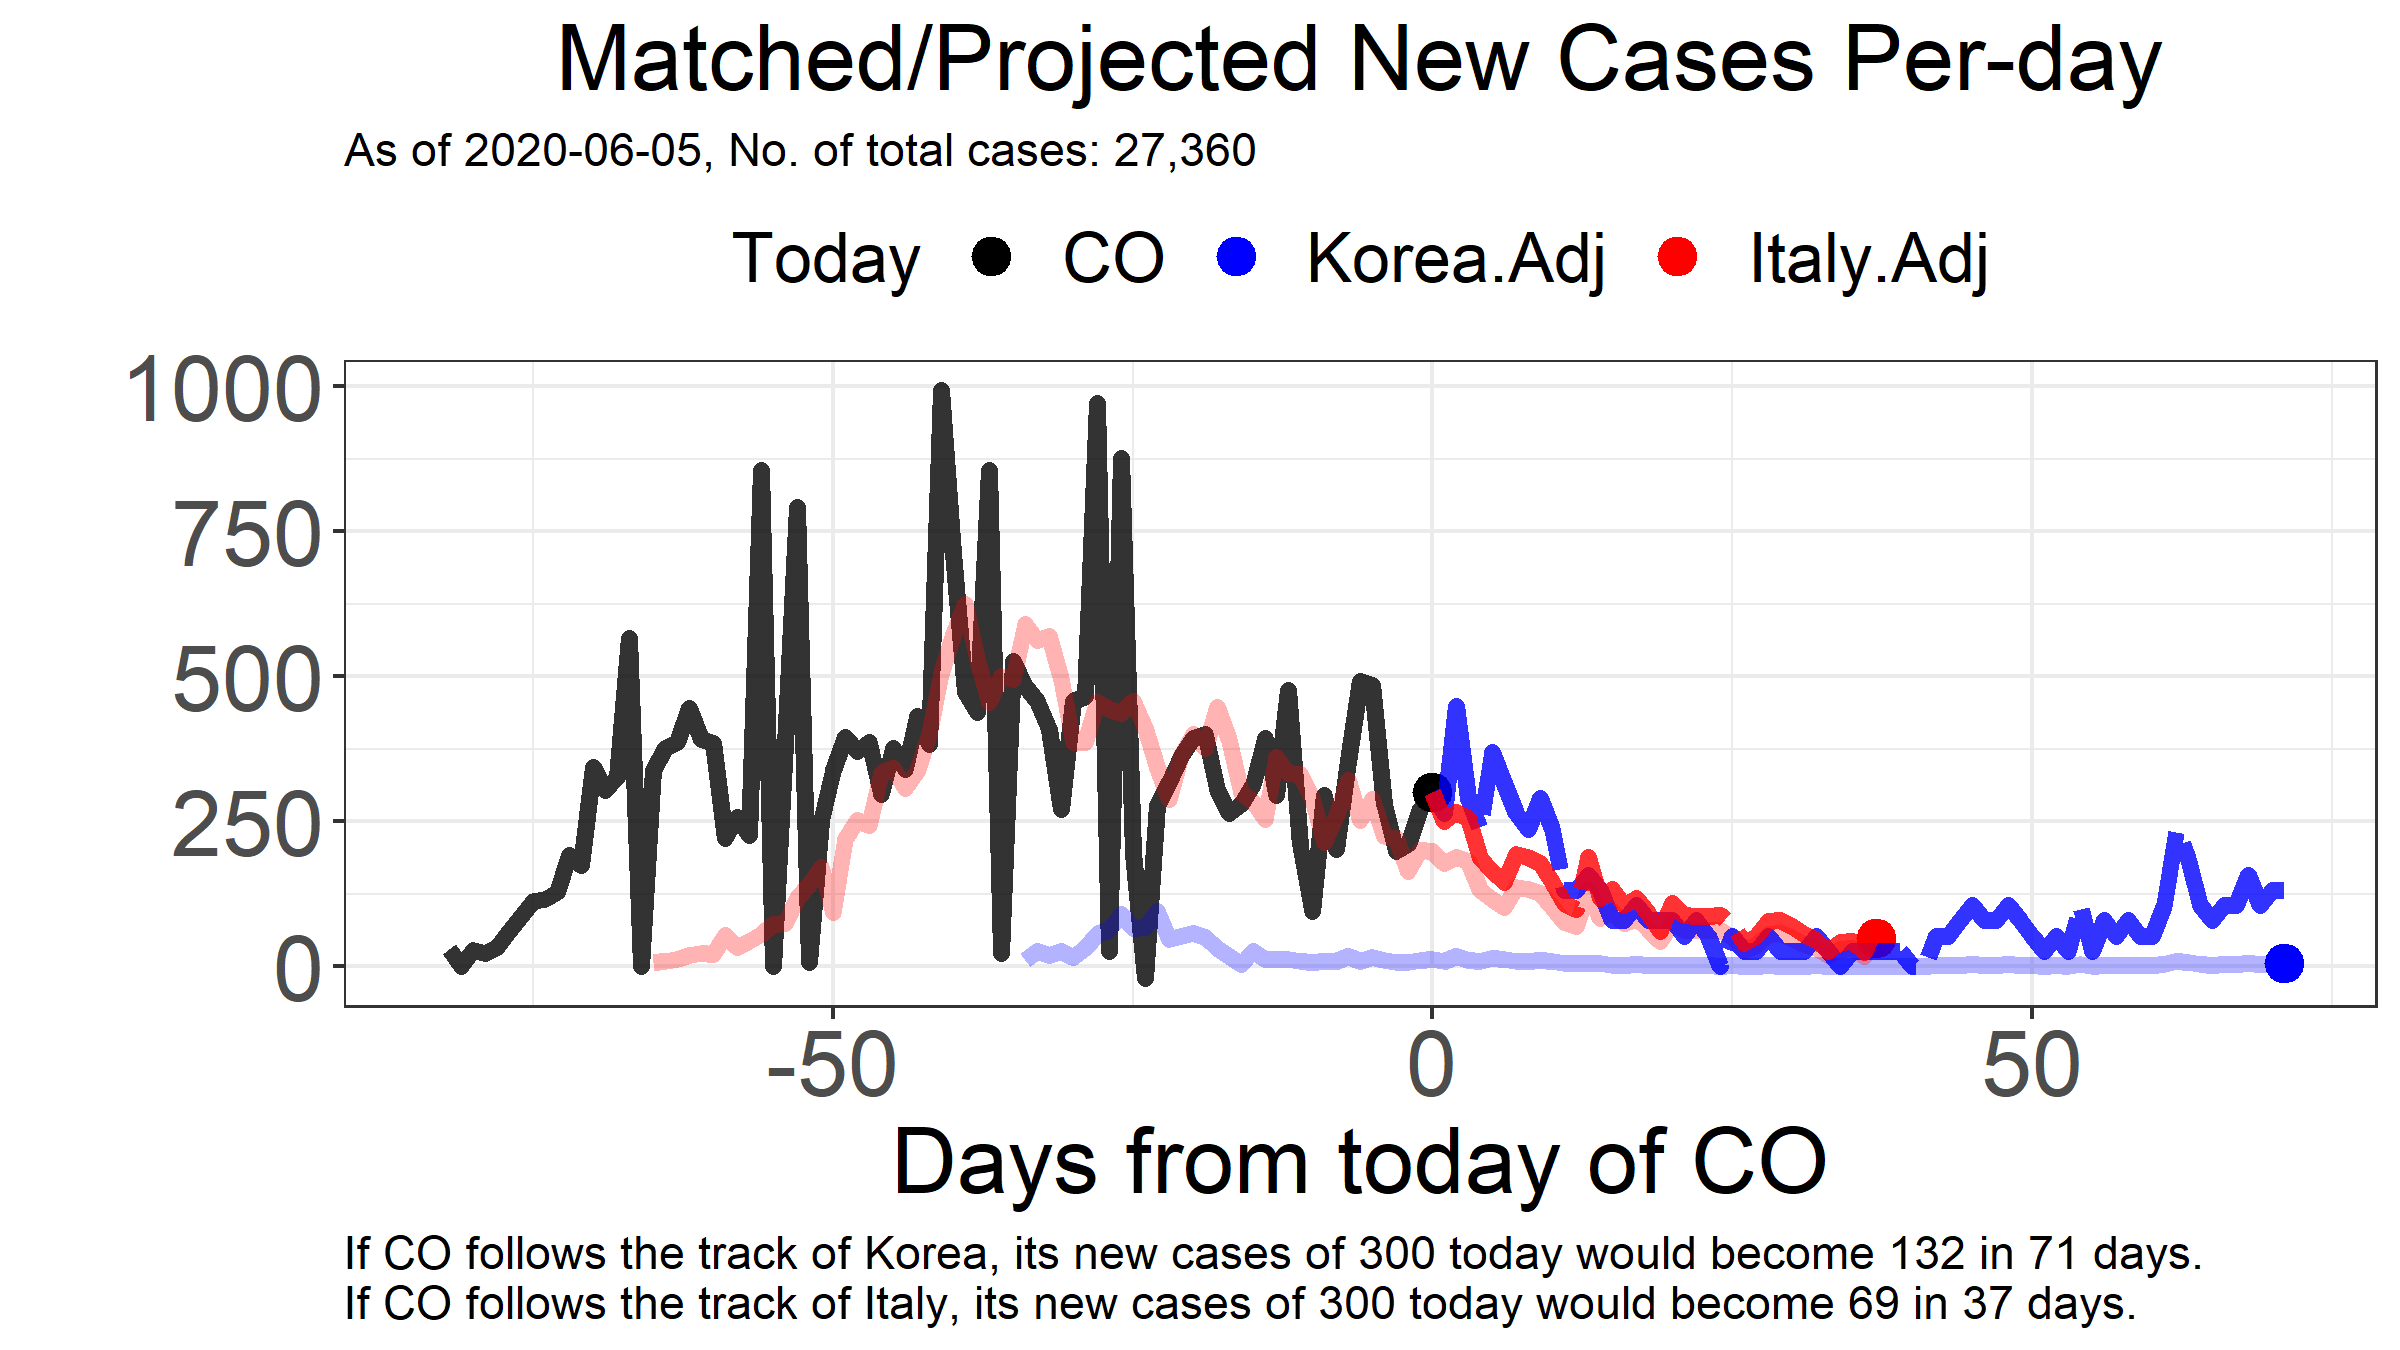 Matched/Projected New Cases Per-day
As of 2020-06-05, No. of total cases: 27,360
Today CO Korea.Adj Italy.Adj
1000
750
500
250
0
-50 0 50
Days from today of CO
If CO follows the track of Korea, its new cases of 300 today would become 132 in 71 days.
If CO follows the track of Italy, its new cases of 300 today would become 69 in 37 days.